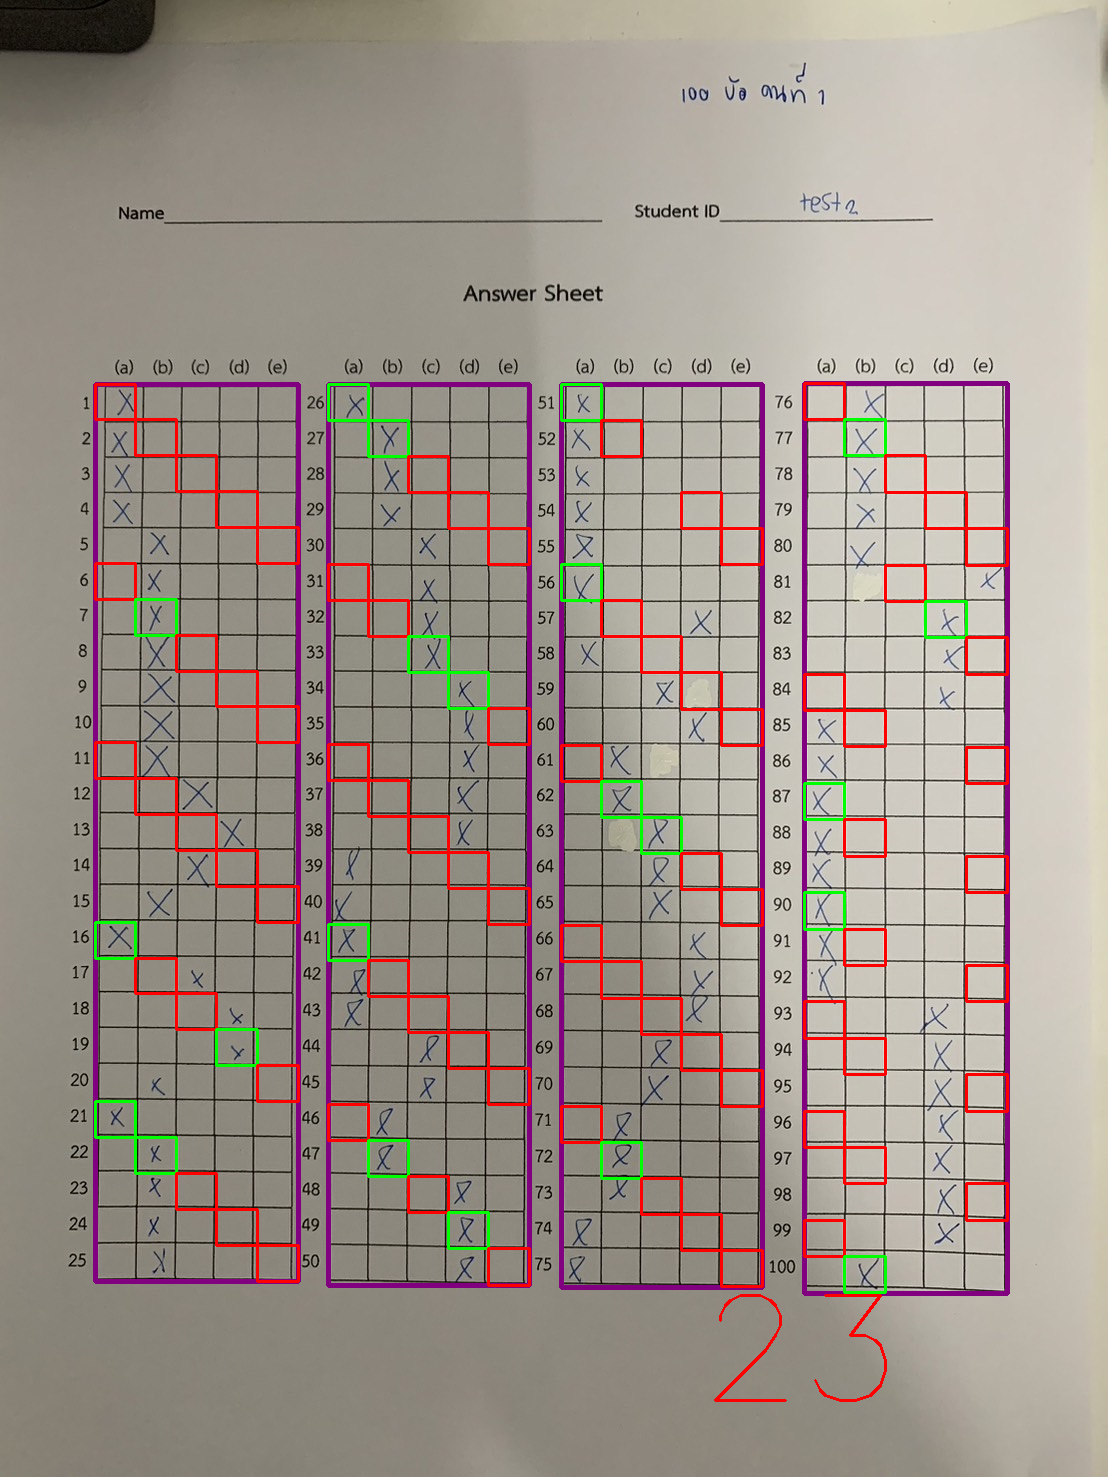 100 ข้อ คนที่ 1
Name Student ID test2
Answer Sheet
(a) (b) (c) (d) (e) (a) (b) (c) (d) (e) (a) (b) (c) (d) (e) (a) (b) (c) (d) (e)
1 26 51 76
2 27 52 77
3 28 53 78
4 29 54 79
5 30 55 80
6 31 56 81
7 32 57 82
8 33 58 83
9 34 59 84
10 35 60 85
11 36 61 86
12 37 62 87
13 38 63 88
14 39 64 89
15 40 65 90
16 41 66 91
17 42 67 92
18 43 68 93
19 44 69 94
20 45 70 95
21 46 71 96
22 47 72 97
23 48 73 98
24 49 74 99
25 50 75 100
23